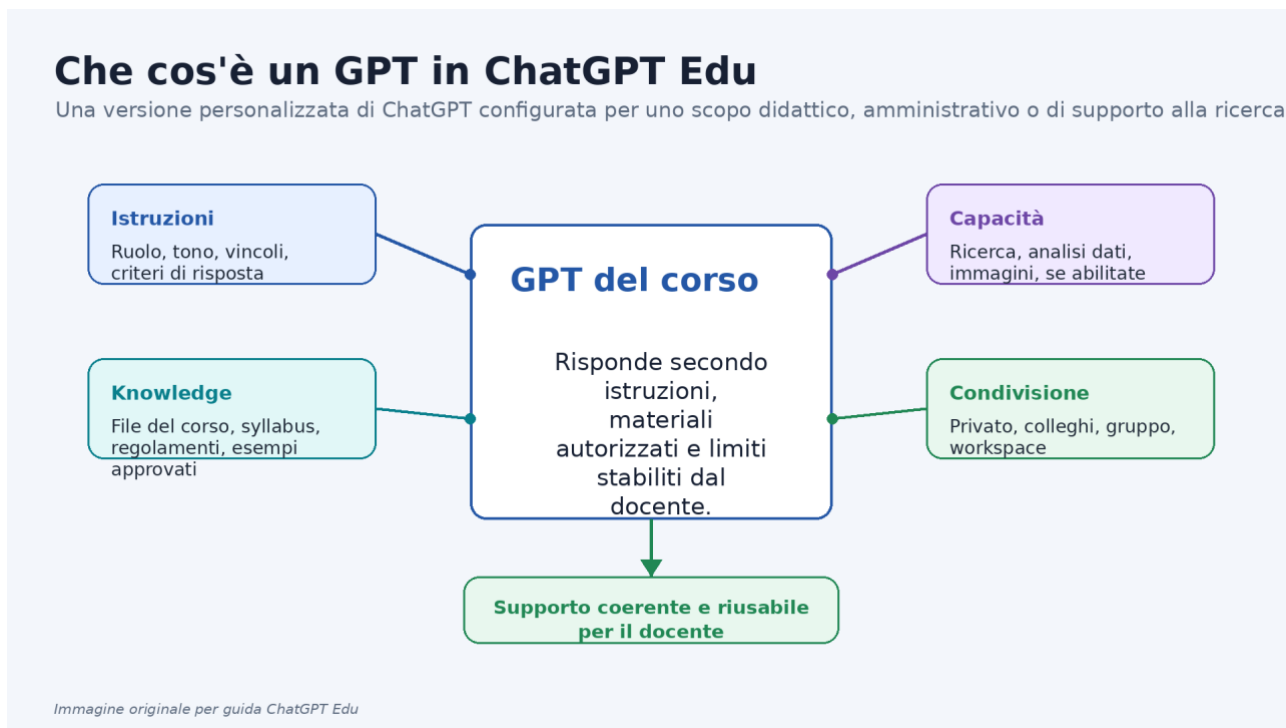 Che cos'è un GPT in ChatGPT Edu
Una versione personalizzata di ChatGPT configurata per uno scopo didattico, amministrativo o di supporto alla ricerca
Istruzioni
Ruolo, tono, vincoli,
criteri di risposta
Knowledge
File del corso, syllabus,
regolamenti, esempi
approvati
GPT del corso
Risponde secondo
istruzioni,
materiali
autorizzati e limiti
stabiliti dal
docente.
Capacità
Ricerca, analisi dati,
immagini, se abilitate
Condivisione
Privato, colleghi, gruppo,
workspace
Supporto coerente e riusabile
per il docente
Immagine originale per guida ChatGPT Edu